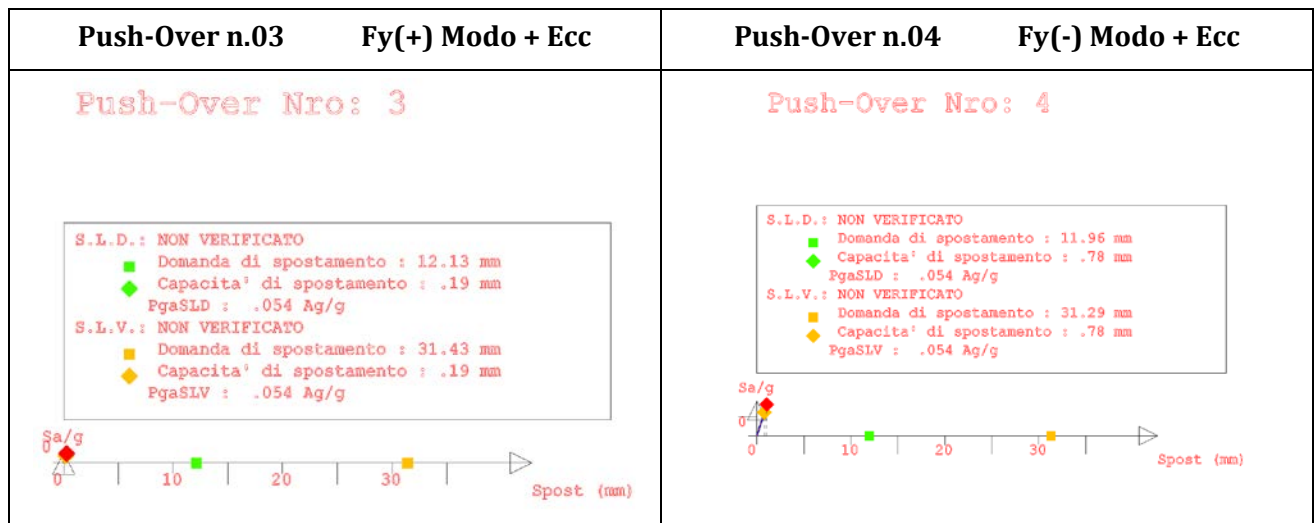 Push-Over n.03 Fy(+) Modo + Ecc
Push-Over Nro: 3
S.L.D.: NON VERIFICATO
Domanda di spostamento : 12.13 mm
Capacita' di spostamento : .19 mm
PgaSLD : .054 Ag/g
S.L.V.: NON VERIFICATO
Domanda di spostamento : 31.43 mm
Capacita' di spostamento : .19 mm
PgaSLV : .054 Ag/g
Sa/g
0
0 10 20 30
Spost (mm)
Push-Over n.04 Fy(-) Modo + Ecc
Push-Over Nro: 4
S.L.D.: NON VERIFICATO
Domanda di spostamento : 11.96 mm
Capacita' di spostamento : .78 mm
PgaSLD : .054 Ag/g
S.L.V.: NON VERIFICATO
Domanda di spostamento : 31.29 mm
Capacita' di spostamento : .78 mm
PgaSLV : .054 Ag/g
Sa/g
0
0 10 20 30
Spost (mm)